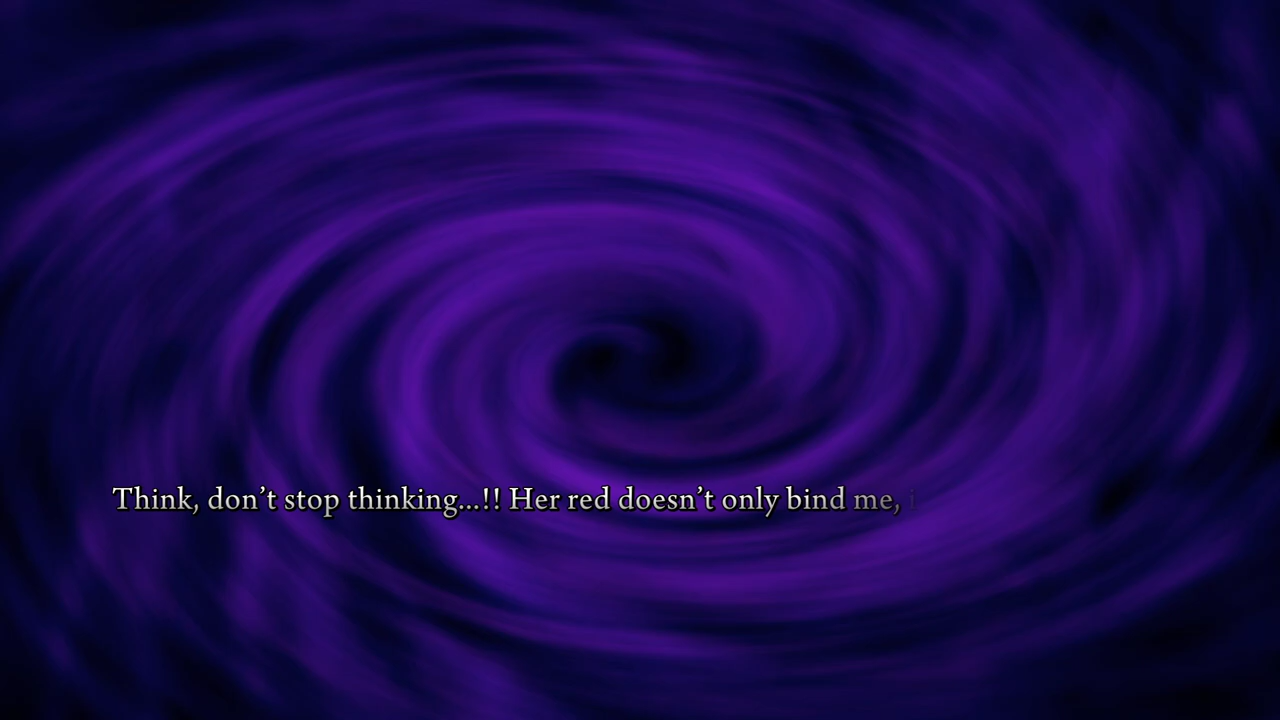 Think, don’t stop thinking...!! Her red doesn’t only bind me, i